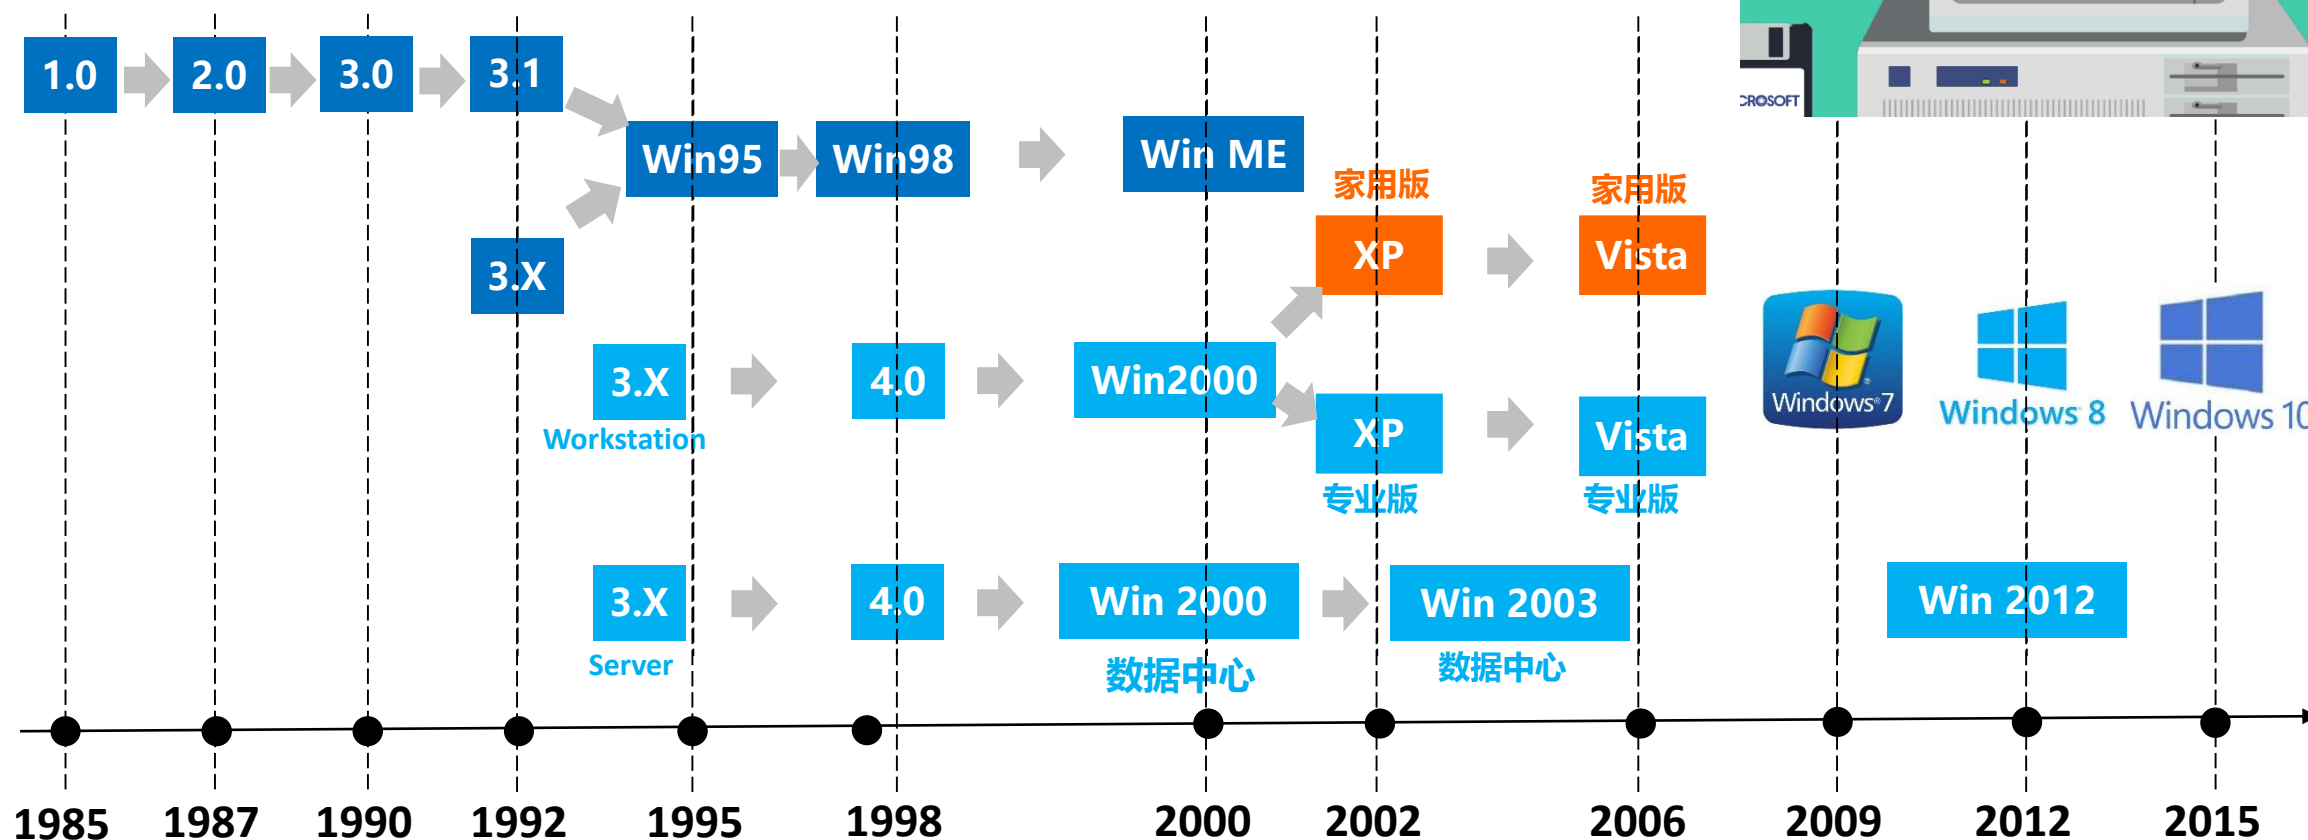 1.0
2.0
3.0
3.1
CROSOFT
Win95
Win98
Win ME
家用版
家用版
3.X
XP
Vista
3.X
4.0
Win2000
Windows 7
Windows 8
Windows 10
Workstation
XP
Vista
专业版
专业版
3.X
4.0
Win 2000
Win 2003
Win 2012
Server
数据中心
数据中心
1985
1987
1990
1992
1995
1998
2000
2002
2006
2009
2012
2015